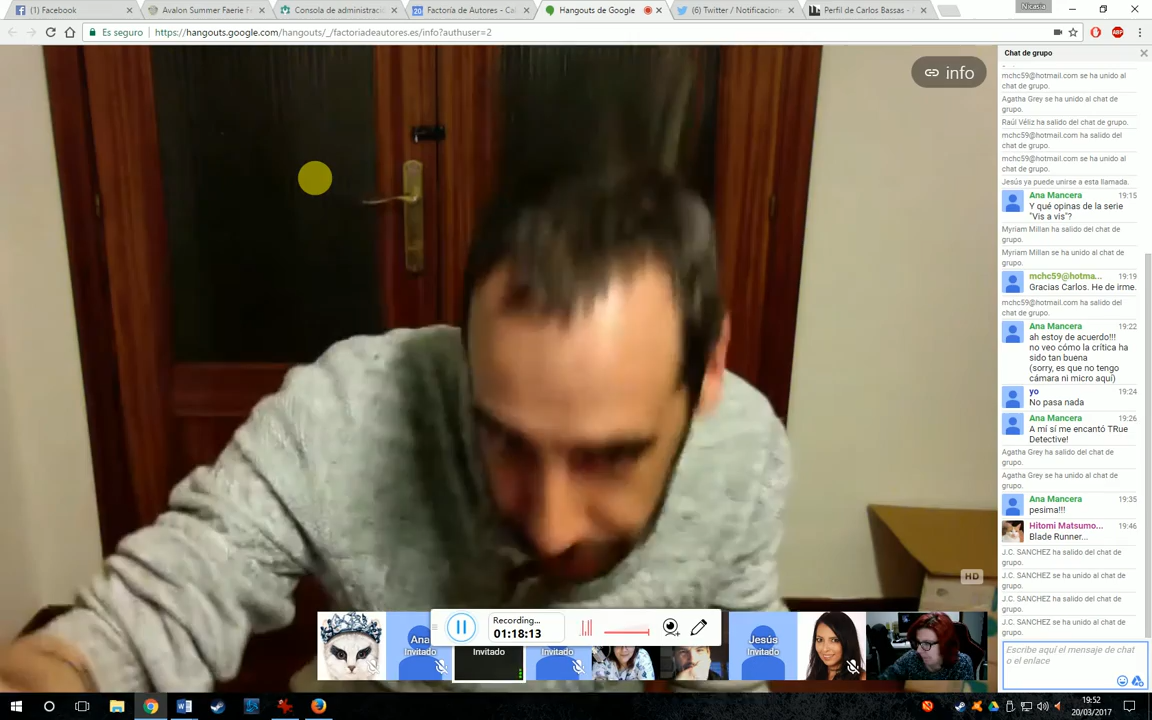 (1) Facebook
Avalon Summer Faerie F
Consola de administrac
Factoría de Autores - Cal
Hangouts de Google
(6) Twitter / Notificacion
Perfil de Carlos Bassas -
Nicasia
Es seguro
https://hangouts.google.com/hangouts/_/factoriadeautores.es/info?authuser=2
info
Chat de grupo
mchc59@hotmail.com se ha unido al
chat de grupo.
Agatha Grey se ha unido al chat de
grupo.
Raúl Véliz ha salido del chat de grupo.
mchc59@hotmail.com ha salido del
chat de grupo.
mchc59@hotmail.com se ha unido al
chat de grupo.
Jesús ya puede unirse a esta llamada.
Ana Mancera 19:15
Y qué opinas de la serie
"Vis a vis"?
Myriam Millan ha salido del chat de
grupo.
Myriam Millan se ha unido al chat de
grupo.
mchc59@hotma... 19:19
Gracias Carlos. He de irme.
mchc59@hotmail.com ha salido del
chat de grupo.
Ana Mancera 19:22
ah estoy de acuerdo!!!
no veo cómo la crítica ha
sido tan buena
(sorry, es que no tengo
cámara ni micro aquí)
yo 19:24
No pasa nada
Ana Mancera 19:26
A mí sí me encantó TRue
Detective!
Agatha Grey ha salido del chat de
grupo.
Agatha Grey se ha unido al chat de
grupo.
Ana Mancera 19:35
pesima!!!
Hitomi Matsumo... 19:46
Blade Runner...
J.C. SANCHEZ ha salido del chat de
grupo.
J.C. SANCHEZ se ha unido al chat de
grupo.
J.C. SANCHEZ ha salido del chat de
grupo.
J.C. SANCHEZ se ha unido al chat de
grupo.
Escribe aquí el mensaje de chat
o el enlace
HD
Recording...
01:18:13
Ana
Invitado
Invitado
Invitado
Jesús
Invitado
19:52
20/03/2017